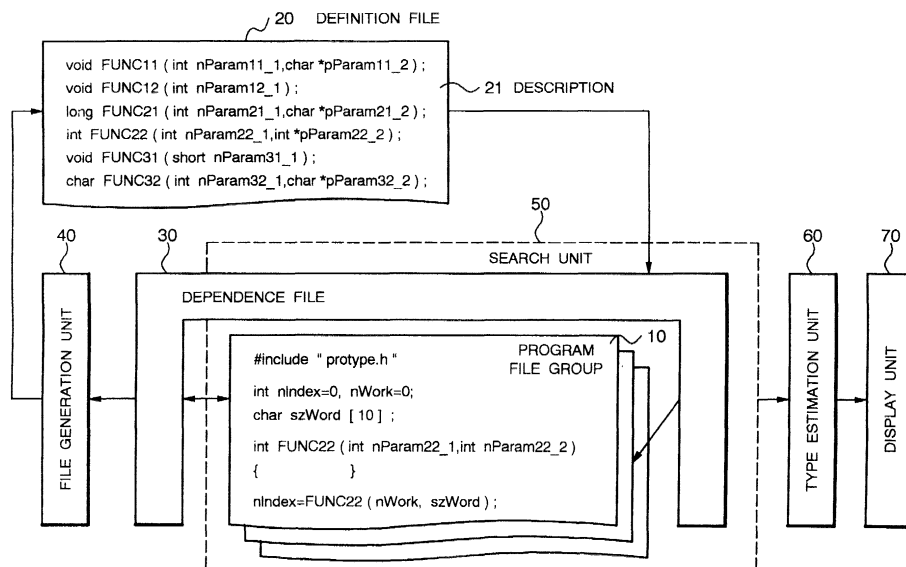 20 DEFINITION FILE
void FUNC11 ( int nParam11_1,char *pParam11_2 ) ;
void FUNC12 ( int nParam12_1 ) ;
long FUNC21 ( int nParam21_1,char *pParam21_2 ) ;
int FUNC22 ( int nParam22_1,int *pParam22_2 ) ;
void FUNC31 ( short nParam31_1 ) ;
char FUNC32 ( int nParam32_1,char *pParam32_2 ) ;
21 DESCRIPTION
40
30
50
60
70
SEARCH UNIT
FILE GENERATION UNIT
DEPENDENCE FILE
10
PROGRAM
FILE GROUP
#include " protype.h "
int nIndex=0, nWork=0;
char szWord [ 10 ] ;
int FUNC22 ( int nParam22_1,int nParam22_2 )
{ }
nIndex=FUNC22 ( nWork, szWord ) ;
TYPE ESTIMATION UNIT
DISPLAY UNIT